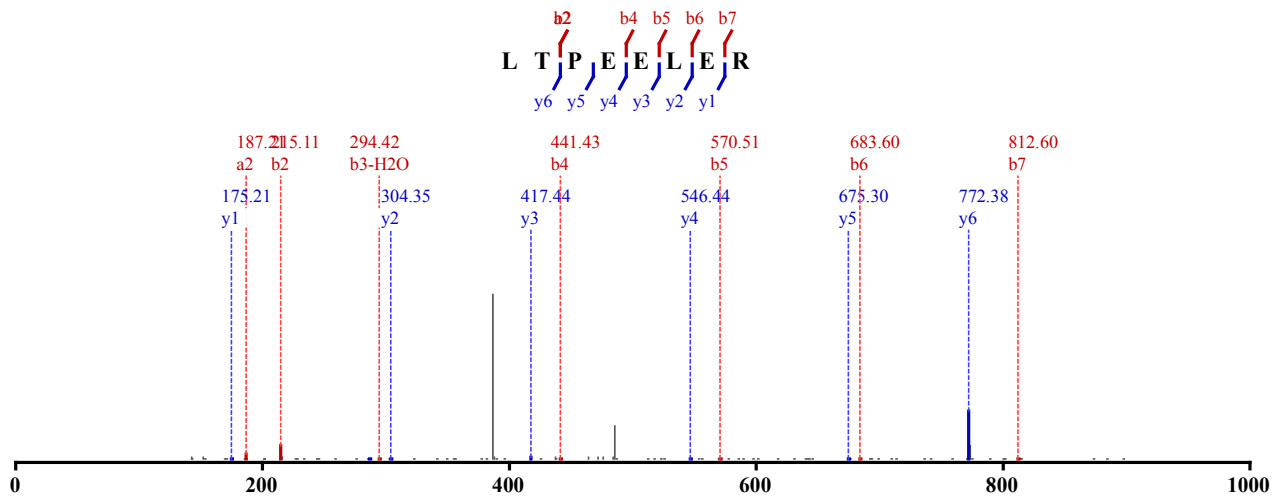 a2 b2 b4 b5 b6 b7
L T P E E L E R
y6 y5 y4 y3 y2 y1
187.21 215.11 294.42 441.43 570.51 683.60 812.60
a2 b2 b3-H2O b4 b5 b6 b7
175.21 304.35 417.44 546.44 675.30 772.38
y1 y2 y3 y4 y5 y6
0 200 400 600 800 1000